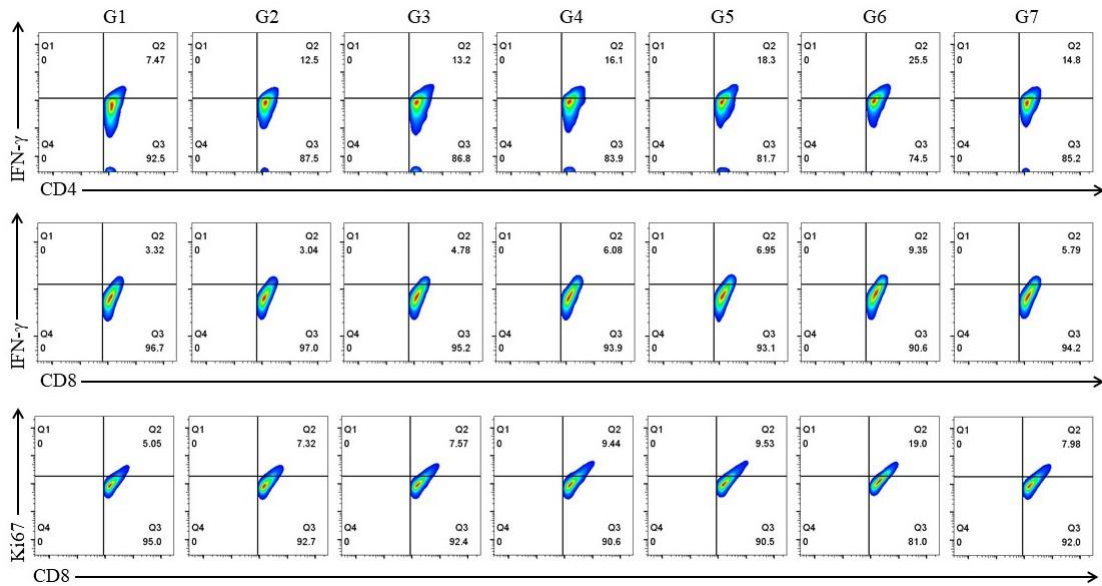 G1 G2 G3 G4 G5 G6 G7
Q1 Q2 Q1 Q2 Q1 Q2 Q1 Q2 Q1 Q2 Q1 Q2 Q1 Q2
0 7.47 0 12.5 0 13.2 0 16.1 0 18.3 0 25.5 0 14.8
Q4 Q3 Q4 Q3 Q4 Q3 Q4 Q3 Q4 Q3 Q4 Q3 Q4 Q3
0 92.5 0 87.5 0 86.8 0 83.9 0 81.7 0 74.5 0 85.2
IFN-γ
CD4
Q1 Q2 Q1 Q2 Q1 Q2 Q1 Q2 Q1 Q2 Q1 Q2 Q1 Q2
0 3.32 0 3.04 0 4.78 0 6.08 0 6.95 0 9.35 0 5.79
Q4 Q3 Q4 Q3 Q4 Q3 Q4 Q3 Q4 Q3 Q4 Q3 Q4 Q3
0 96.7 0 97.0 0 95.2 0 93.9 0 93.1 0 90.6 0 94.2
IFN-γ
CD8
Q1 Q2 Q1 Q2 Q1 Q2 Q1 Q2 Q1 Q2 Q1 Q2 Q1 Q2
0 5.05 0 7.32 0 7.57 0 9.44 0 9.53 0 19.0 0 7.98
Q4 Q3 Q4 Q3 Q4 Q3 Q4 Q3 Q4 Q3 Q4 Q3 Q4 Q3
0 95.0 0 92.7 0 92.4 0 90.6 0 90.5 0 81.0 0 92.0
Ki67
CD8